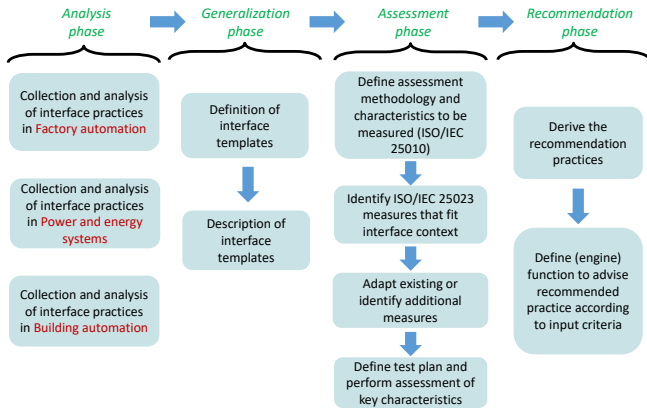 Analysis
phase
Generalization
phase
Assessment
phase
Recommendation
phase
Collection and analysis
of interface practices
in Factory automation
Collection and analysis
of interface practices
in Power and energy
systems
Collection and analysis
of interface practices
in Building automation
Definition of
interface
templates
Description of
interface
templates
Define assessment
methodology and
characteristics to be
measured (ISO/IEC
25010)
Identify ISO/IEC 25023
measures that fit
interface context
Adapt existing or
identify additional
measures
Define test plan and
perform assessment of
key characteristics
Derive the
recommendation
practices
Define (engine)
function to advise
recommended
practice according
to input criteria